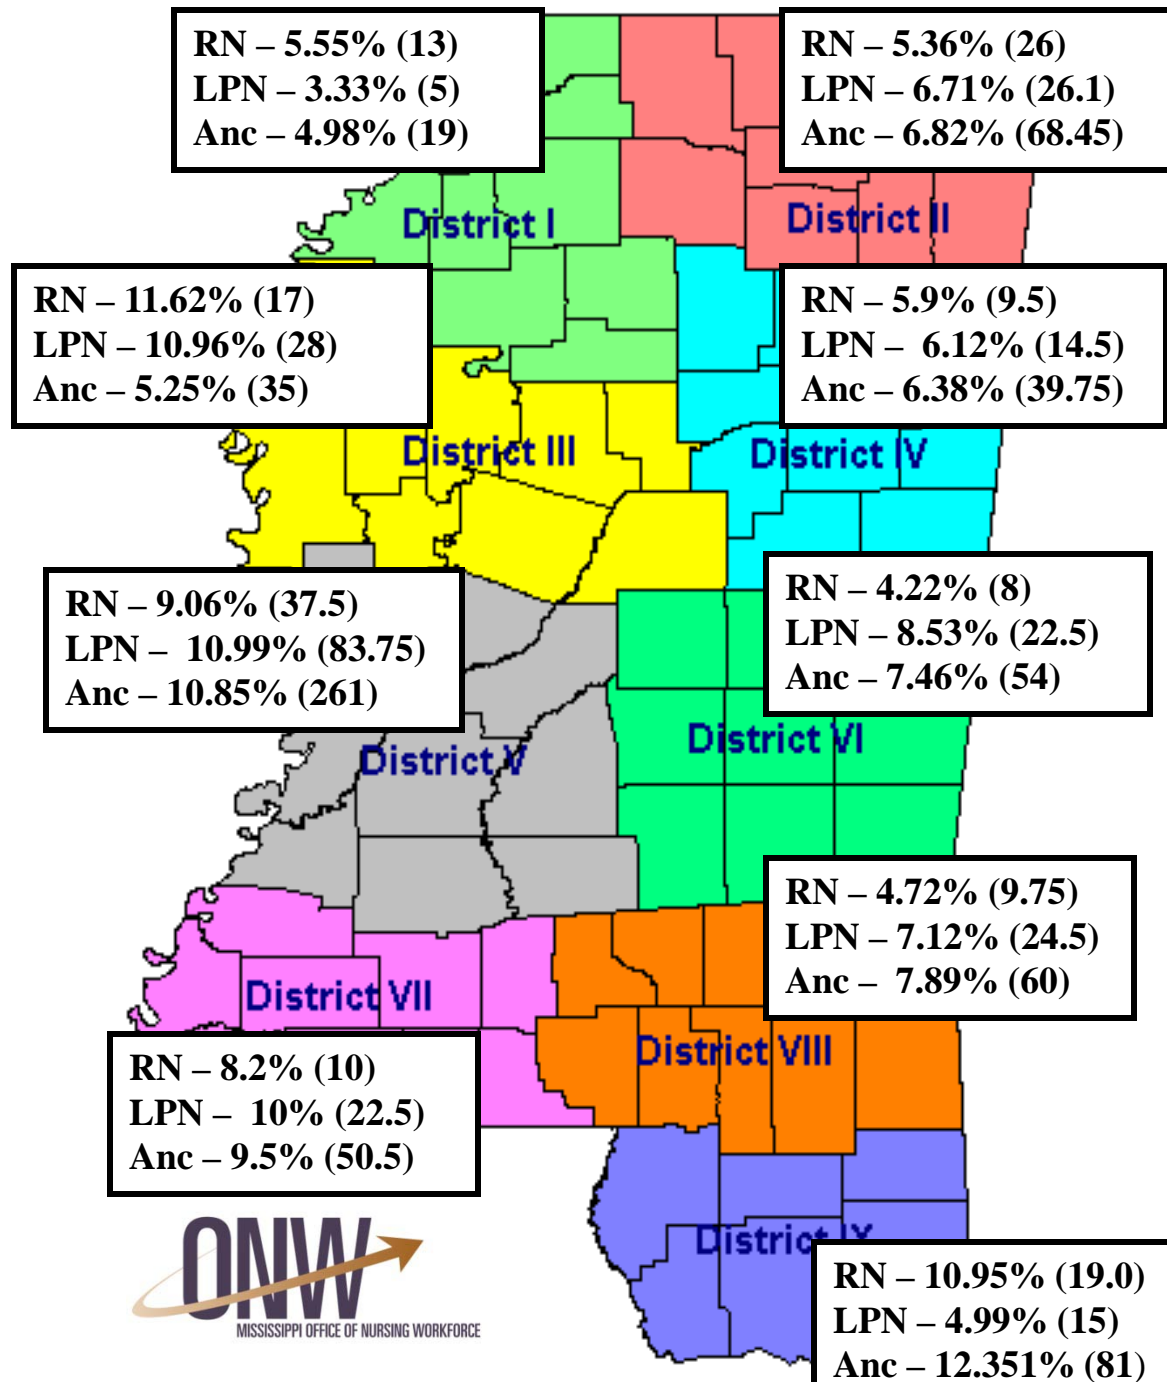 RN – 5.55% (13)
LPN – 3.33% (5)
Anc – 4.98% (19)
RN – 5.36% (26)
LPN – 6.71% (26.1)
Anc – 6.82% (68.45)
District I
District II
RN – 11.62% (17)
LPN – 10.96% (28)
Anc – 5.25% (35)
RN – 5.9% (9.5)
LPN –  6.12% (14.5)
Anc – 6.38% (39.75)
District III
District IV
RN – 9.06% (37.5)
LPN –  10.99% (83.75)
Anc – 10.85% (261)
RN – 4.22% (8)
LPN – 8.53% (22.5)
Anc – 7.46% (54)
District V
District VI
RN – 4.72% (9.75)
LPN – 7.12% (24.5)
Anc –  7.89% (60)
District VII
District VIII
RN – 8.2% (10)
LPN –  10% (22.5)
Anc – 9.5% (50.5)
District IX
RN – 10.95% (19.0)
LPN – 4.99% (15)
Anc – 12.351% (81)
ONW
MISSISSIPPI OFFICE OF NURSING WORKFORCE